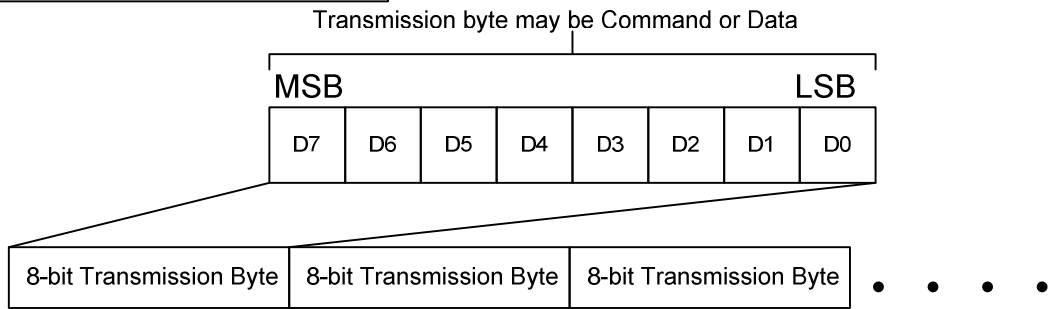 Transmission byte may be Command or Data
MSB LSB
D7 D6 D5 D4 D3 D2 D1 D0
8-bit Transmission Byte 8-bit Transmission Byte 8-bit Transmission Byte